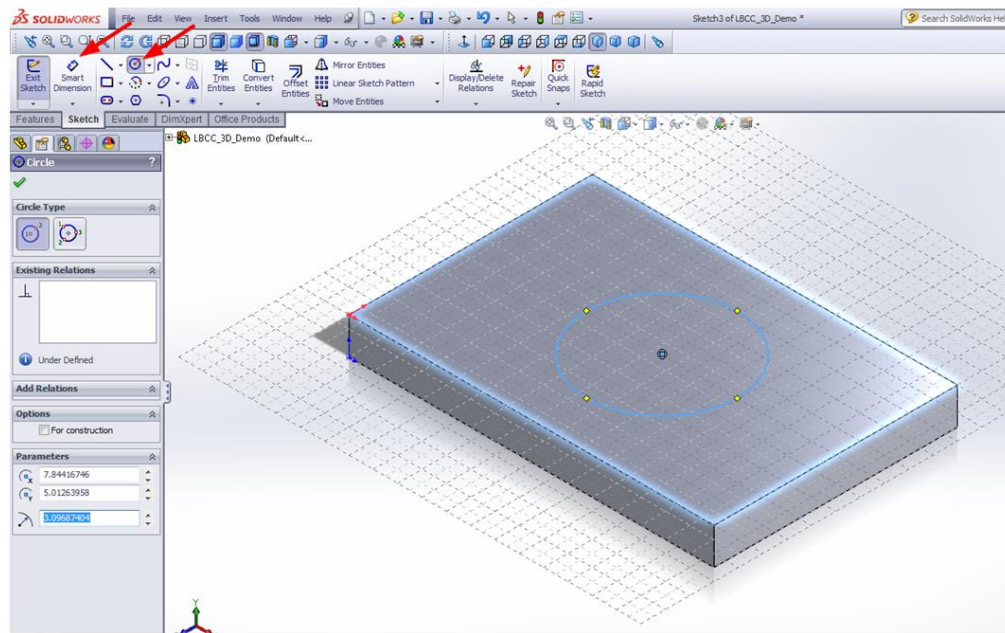 SOLIDWORKS File Edit View Insert Tools Window Help Sketch3 of LBCC_3D_Demo * Search SolidWorks Hel
Exit Sketch
Smart Dimension
Trim Entities
Convert Entities
Offset Entities
Mirror Entities
Linear Sketch Pattern
Move Entities
Display/Delete Relations
Repair Sketch
Quick Snaps
Rapid Sketch
Features Sketch Evaluate DimXpert Office Products
LBCC_3D_Demo (Default<...
Circle ?
Circle Type
Existing Relations
Under Defined
Add Relations
Options
For construction
Parameters
7.84416746
5.01263958
3.09687404
Y